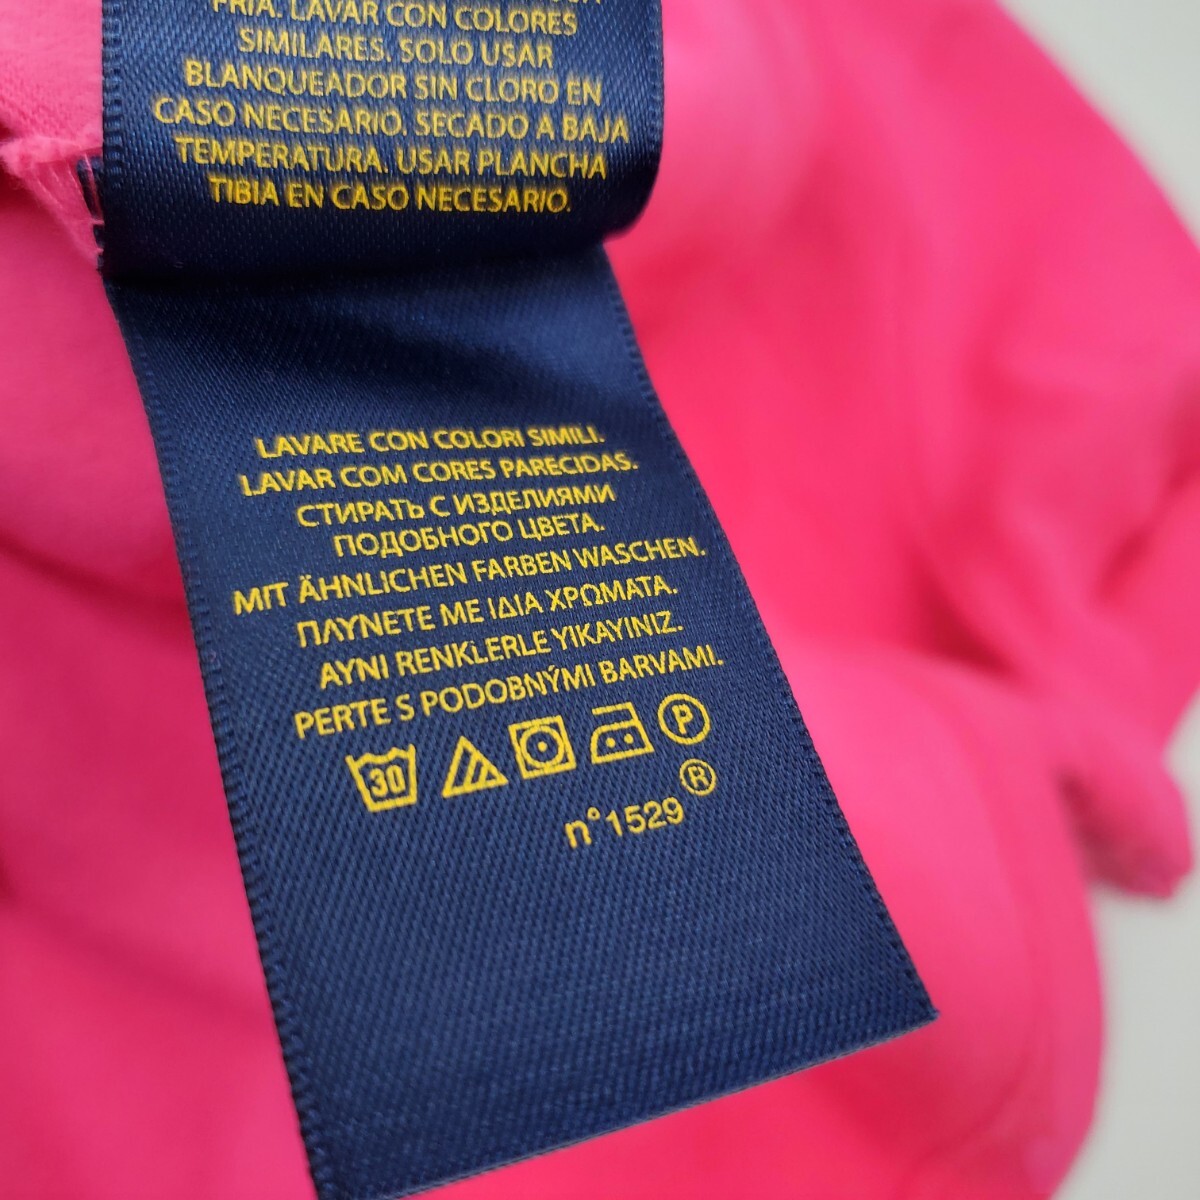 FRIA. LAVAR CON COLORES
SIMILARES. SOLO USAR
BLANQUEADOR SIN CLORO EN
CASO NECESARIO. SECADO A BAJA
TEMPERATURA. USAR PLANCHA
TIBIA EN CASO NECESARIO.
LAVARE CON COLORI SIMILI.
LAVAR COM CORES PARECIDAS.
СТИРАТЬ С ИЗДЕЛИЯМИ
ПОДОБНОГО ЦВЕТА.
MIT ÄHNLICHEN FARBEN WASCHEN.
ΠΛΥΝΕΤΕ ΜΕ ΙΔΙΑ ΧΡΩΜΑΤΑ.
AYNI RENKLERLE YIKAYINIZ.
PERTE S PODOBNÝMI BARVAMI.
30 P
n°1529 ®